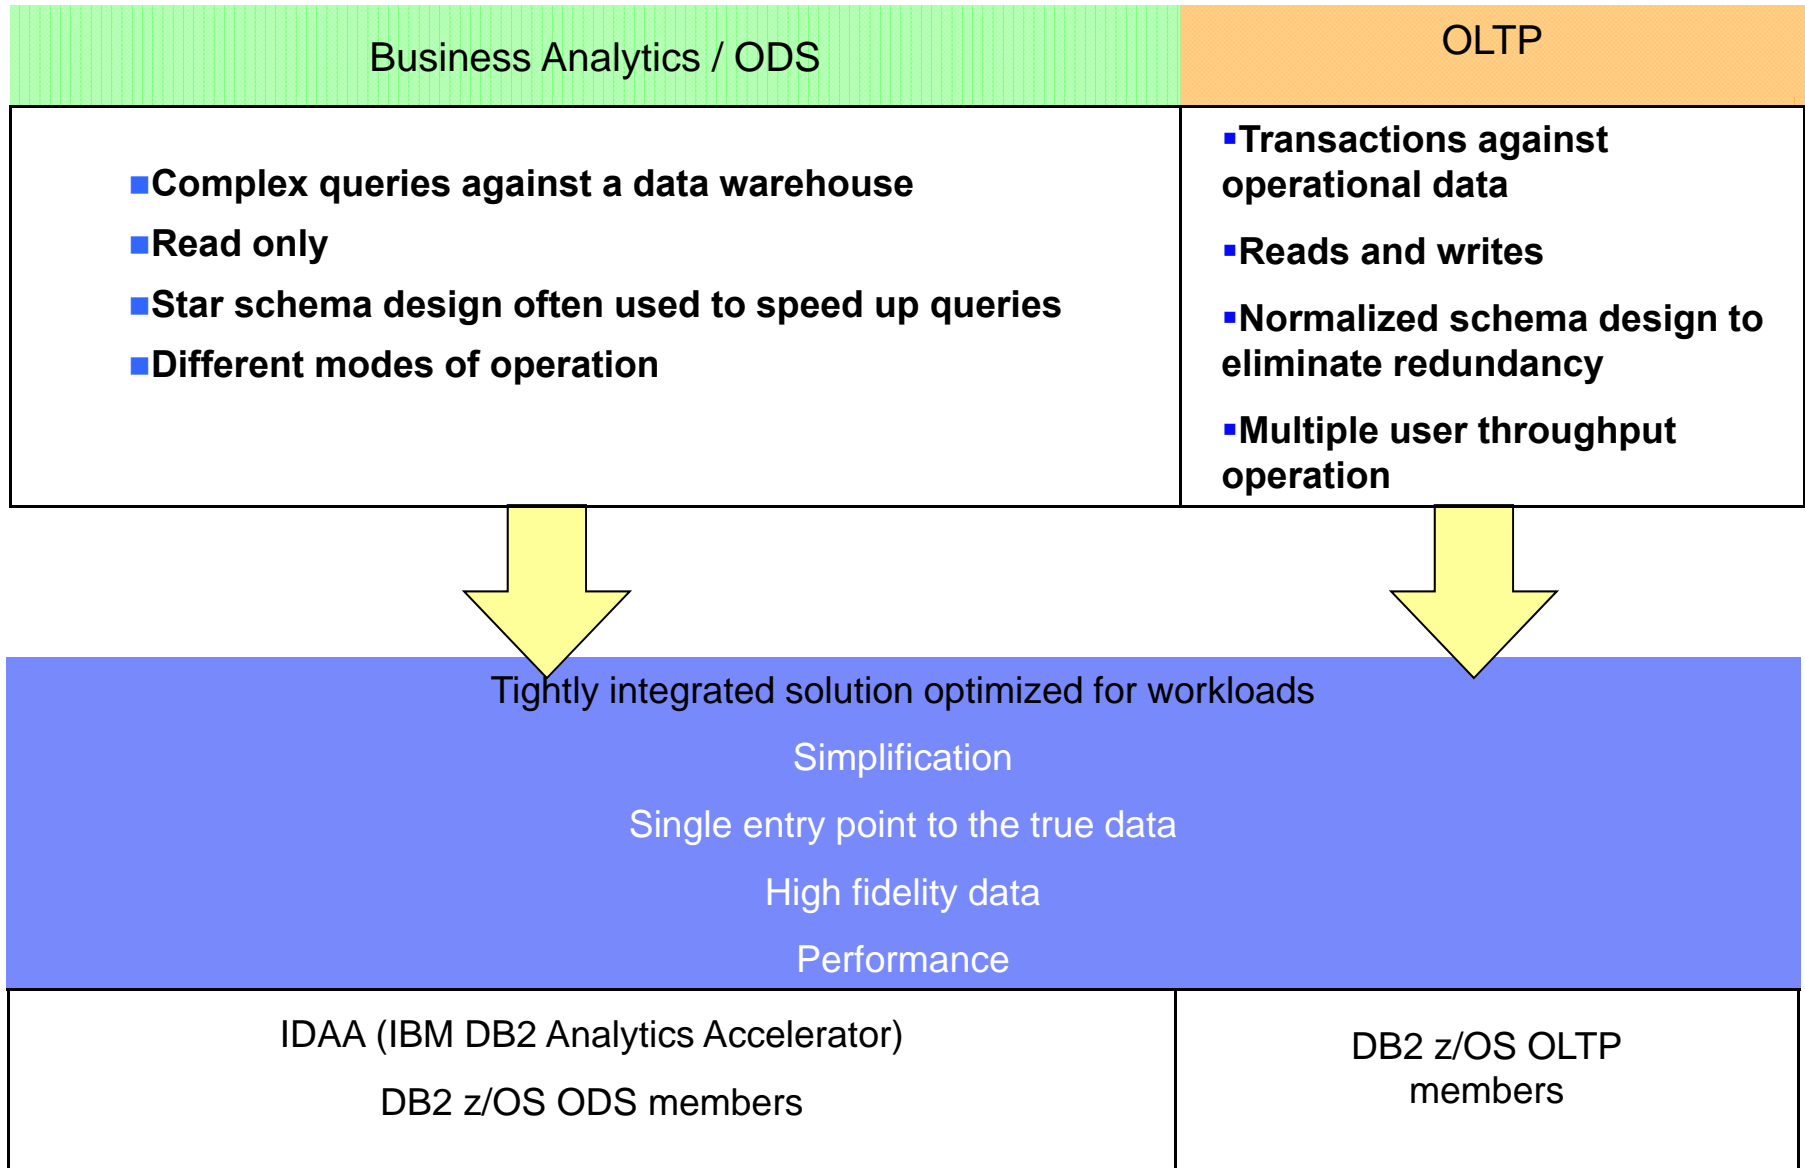 Business Analytics / ODS
OLTP
▪Complex queries against a data warehouse
▪Read only
▪Star schema design often used to speed up queries
▪Different modes of operation
▪Transactions against
operational data
▪Reads and writes
▪Normalized schema design to
eliminate redundancy
▪Multiple user throughput
operation
Tightly integrated solution optimized for workloads
Simplification
Single entry point to the true data
High fidelity data
Performance
IDAA (IBM DB2 Analytics Accelerator)
DB2 z/OS ODS members
DB2 z/OS OLTP
members